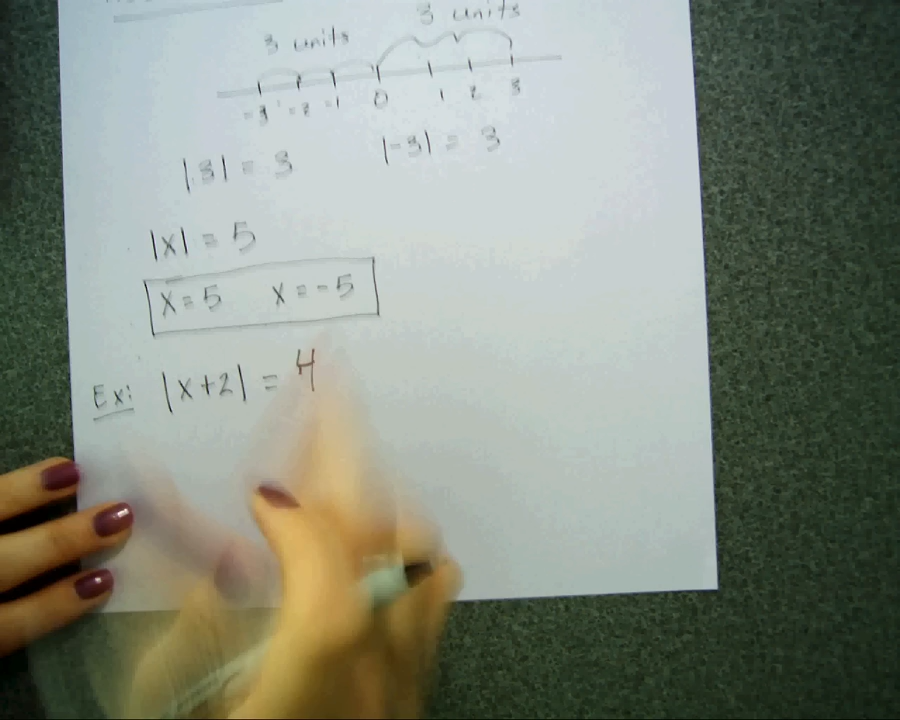 3 units 3 units
-3 -2 -1 0 1 2 3
|3| = 3 |-3| = 3
|x| = 5
x = 5 x = -5
Ex: |x+2| = 4